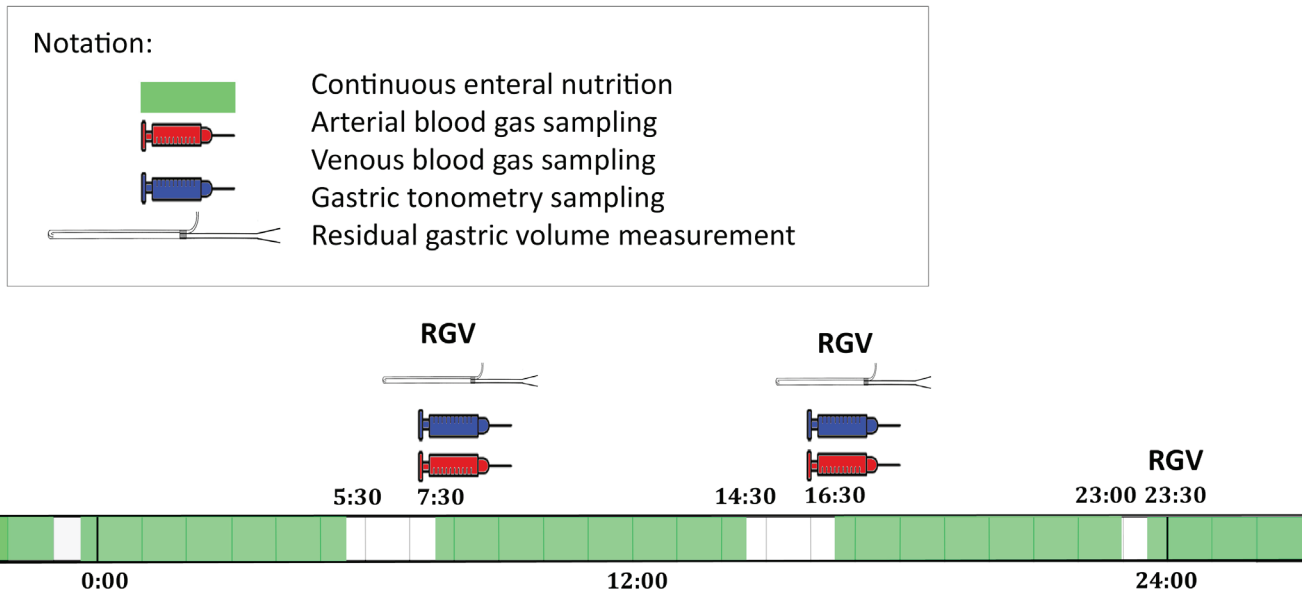 Notation:
Continuous enteral nutrition
Arterial blood gas sampling
Venous blood gas sampling
Gastric tonometry sampling
Residual gastric volume measurement
RGV
RGV
RGV
5:30 7:30 14:30 16:30 23:00 23:30
0:00 12:00 24:00